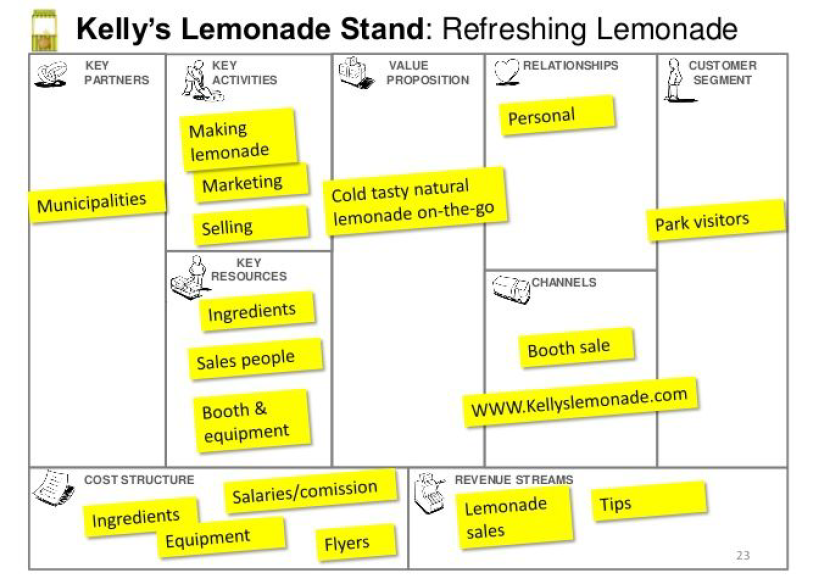 Kelly's Lemonade Stand: Refreshing Lemonade
KEY
PARTNERS
Municipalities
KEY
ACTIVITIES
Making
lemonade
Marketing
Selling
KEY
RESOURCES
Ingredients
Sales people
Booth &
equipment
VALUE
PROPOSITION
Cold tasty natural
lemonade on-the-go
RELATIONSHIPS
Personal
CHANNELS
Booth sale
WWW.Kellyslemonade.com
CUSTOMER
SEGMENT
Park visitors
COST STRUCTURE
Ingredients
Salaries/comission
Equipment
Flyers
REVENUE STREAMS
Lemonade
sales
Tips
23